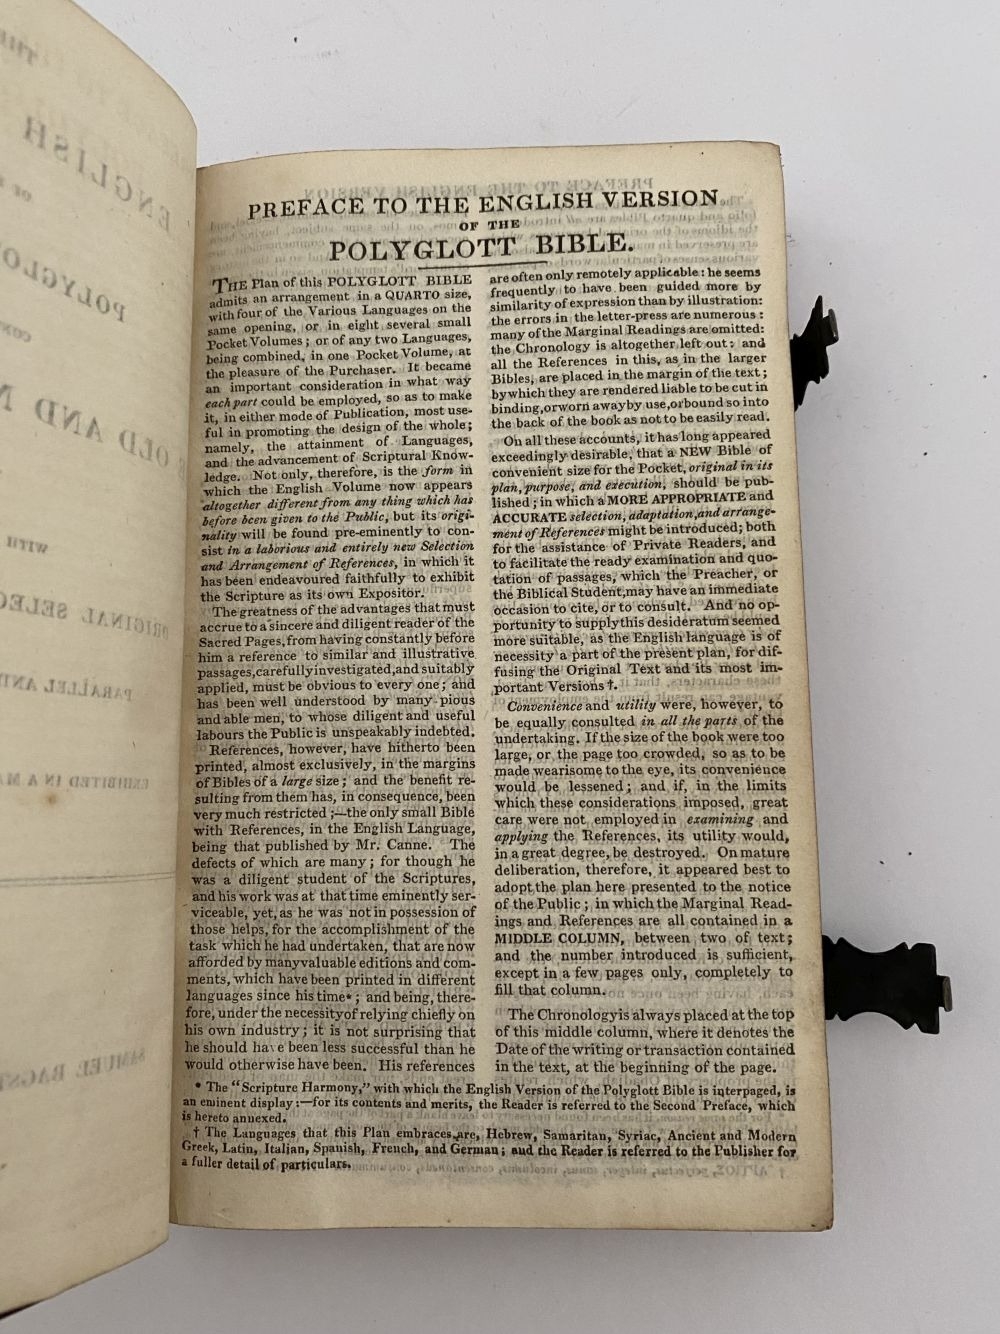 PREFACE TO THE ENGLISH VERSION
OF THE
POLYGLOTT BIBLE.
THE Plan of this POLYGLOTT BIBLE
admits an arrangement in a QUARTO size,
with four of the Various Languages on the
same opening, or in eight several small
Pocket Volumes; or of any two Languages,
being combined, in one Pocket Volume, at
the pleasure of the Purchaser. It became
an important consideration in what way
each part could be employed, so as to make
it, in either mode of Publication, most use-
ful in promoting the design of the whole;
namely, the attainment of Languages,
and the advancement of Scriptural Know-
ledge. Not only, therefore, is the form in
which the English Volume now appears
altogether different from any thing which has
before been given to the Public, but its origi-
nality will be found pre-eminently to con-
sist in a laborious and entirely new Selection
and Arrangement of References, in which it
has been endeavoured faithfully to exhibit
the Scripture as its own Expositor.
The greatness of the advantages that must
accrue to a sincere and diligent reader of the
Sacred Pages, from having constantly before
him a reference to similar and illustrative
passages, carefully investigated, and suitably
applied, must be obvious to every one; and
has been well understood by many pious
and able men, to whose diligent and useful
labours the Public is unspeakably indebted.
References, however, have hitherto been
printed, almost exclusively, in the margins
of Bibles of a large size; and the benefit re-
sulting from them has, in consequence, been
very much restricted;—the only small Bible
with References, in the English Language,
being that published by Mr. Canne. The
defects of which are many; for though he
was a diligent student of the Scriptures,
and his work was at that time eminently ser-
viceable, yet, as he was not in possession of
those helps, for the accomplishment of the
task which he had undertaken, that are now
afforded by many valuable editions and com-
ments, which have been printed in different
languages since his time*; and being, there-
fore, under the necessity of relying chiefly on
his own industry; it is not surprising that
he should have been less successful than he
would otherwise have been. His references
are often only remotely applicable: he seems
frequently to have been guided more by
similarity of expression than by illustration:
the errors in the letter-press are numerous:
many of the Marginal Readings are omitted:
the Chronology is altogether left out: and
all the References in this, as in the larger
Bibles, are placed in the margin of the text;
by which they are rendered liable to be cut in
binding, or worn away by use, or bound so into
the back of the book as not to be easily read.
On all these accounts, it has long appeared
exceedingly desirable, that a NEW Bible of
convenient size for the Pocket, original in its
plan, purpose, and execution, should be pub-
lished; in which a MORE APPROPRIATE and
ACCURATE selection, adaptation, and arrange-
ment of References might be introduced; both
for the assistance of Private Readers, and
to facilitate the ready examination and quo-
tation of passages, which the Preacher, or
the Biblical Student, may have an immediate
occasion to cite, or to consult. And no op-
portunity to supply this desideratum seemed
more suitable, as the English language is of
necessity a part of the present plan, for dif-
fusing the Original Text and its most im-
portant Versions †.
Convenience and utility were, however, to
be equally consulted in all the parts of the
undertaking. If the size of the book were too
large, or the page too crowded, so as to be
made wearisome to the eye, its convenience
would be lessened; and if, in the limits
which these considerations imposed, great
care were not employed in examining and
applying the References, its utility would,
in a great degree, be destroyed. On mature
deliberation, therefore, it appeared best to
adopt the plan here presented to the notice
of the Public; in which the Marginal Read-
ings and References are all contained in a
MIDDLE COLUMN, between two of text;
and the number introduced is sufficient,
except in a few pages only, completely to
fill that column.
The Chronology is always placed at the top
of this middle column, where it denotes the
Date of the writing or transaction contained
in the text, at the beginning of the page.
* The "Scripture Harmony," with which the English Version of the Polyglott Bible is interpaged, is
an eminent display:—for its contents and merits, the Reader is referred to the Second Preface, which
is hereto annexed.
† The Languages that this Plan embraces are, Hebrew, Samaritan, Syriac, Ancient and Modern
Greek, Latin, Italian, Spanish, French, and German; and the Reader is referred to the Publisher for
a fuller detail of particulars.